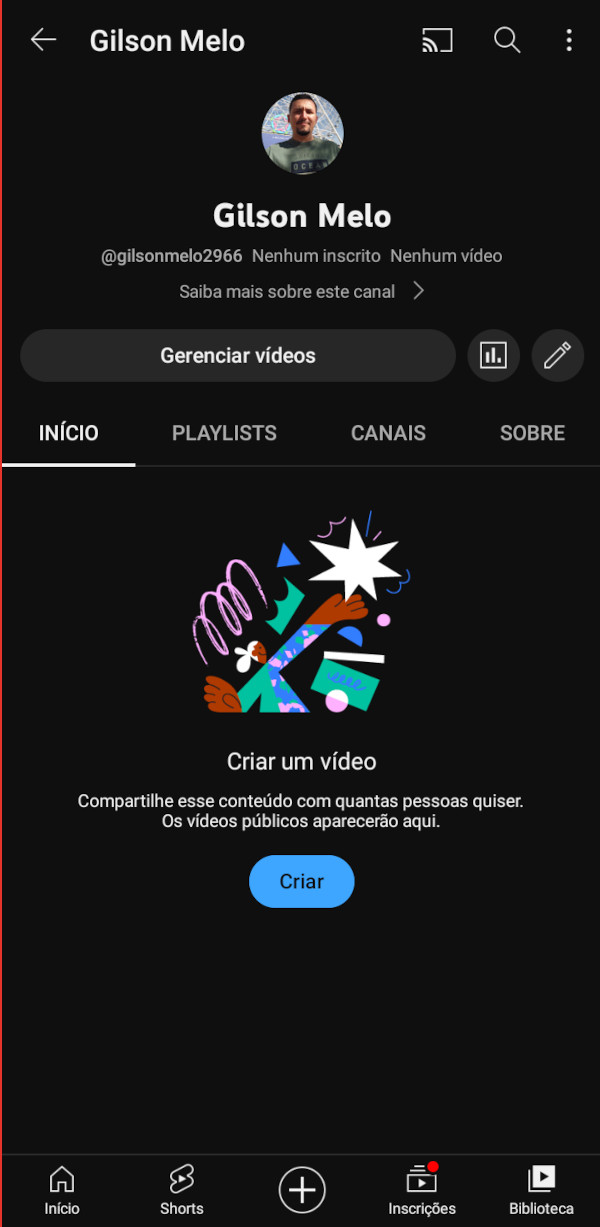 Gilson Melo
Gilson Melo
@gilsonmelo2966 Nenhum inscrito Nenhum vídeo
Saiba mais sobre este canal
Gerenciar vídeos
INÍCIO PLAYLISTS CANAIS SOBRE
Criar um vídeo
Compartilhe esse conteúdo com quantas pessoas quiser.
Os vídeos públicos aparecerão aqui.
Criar
Início Shorts Inscrições Biblioteca